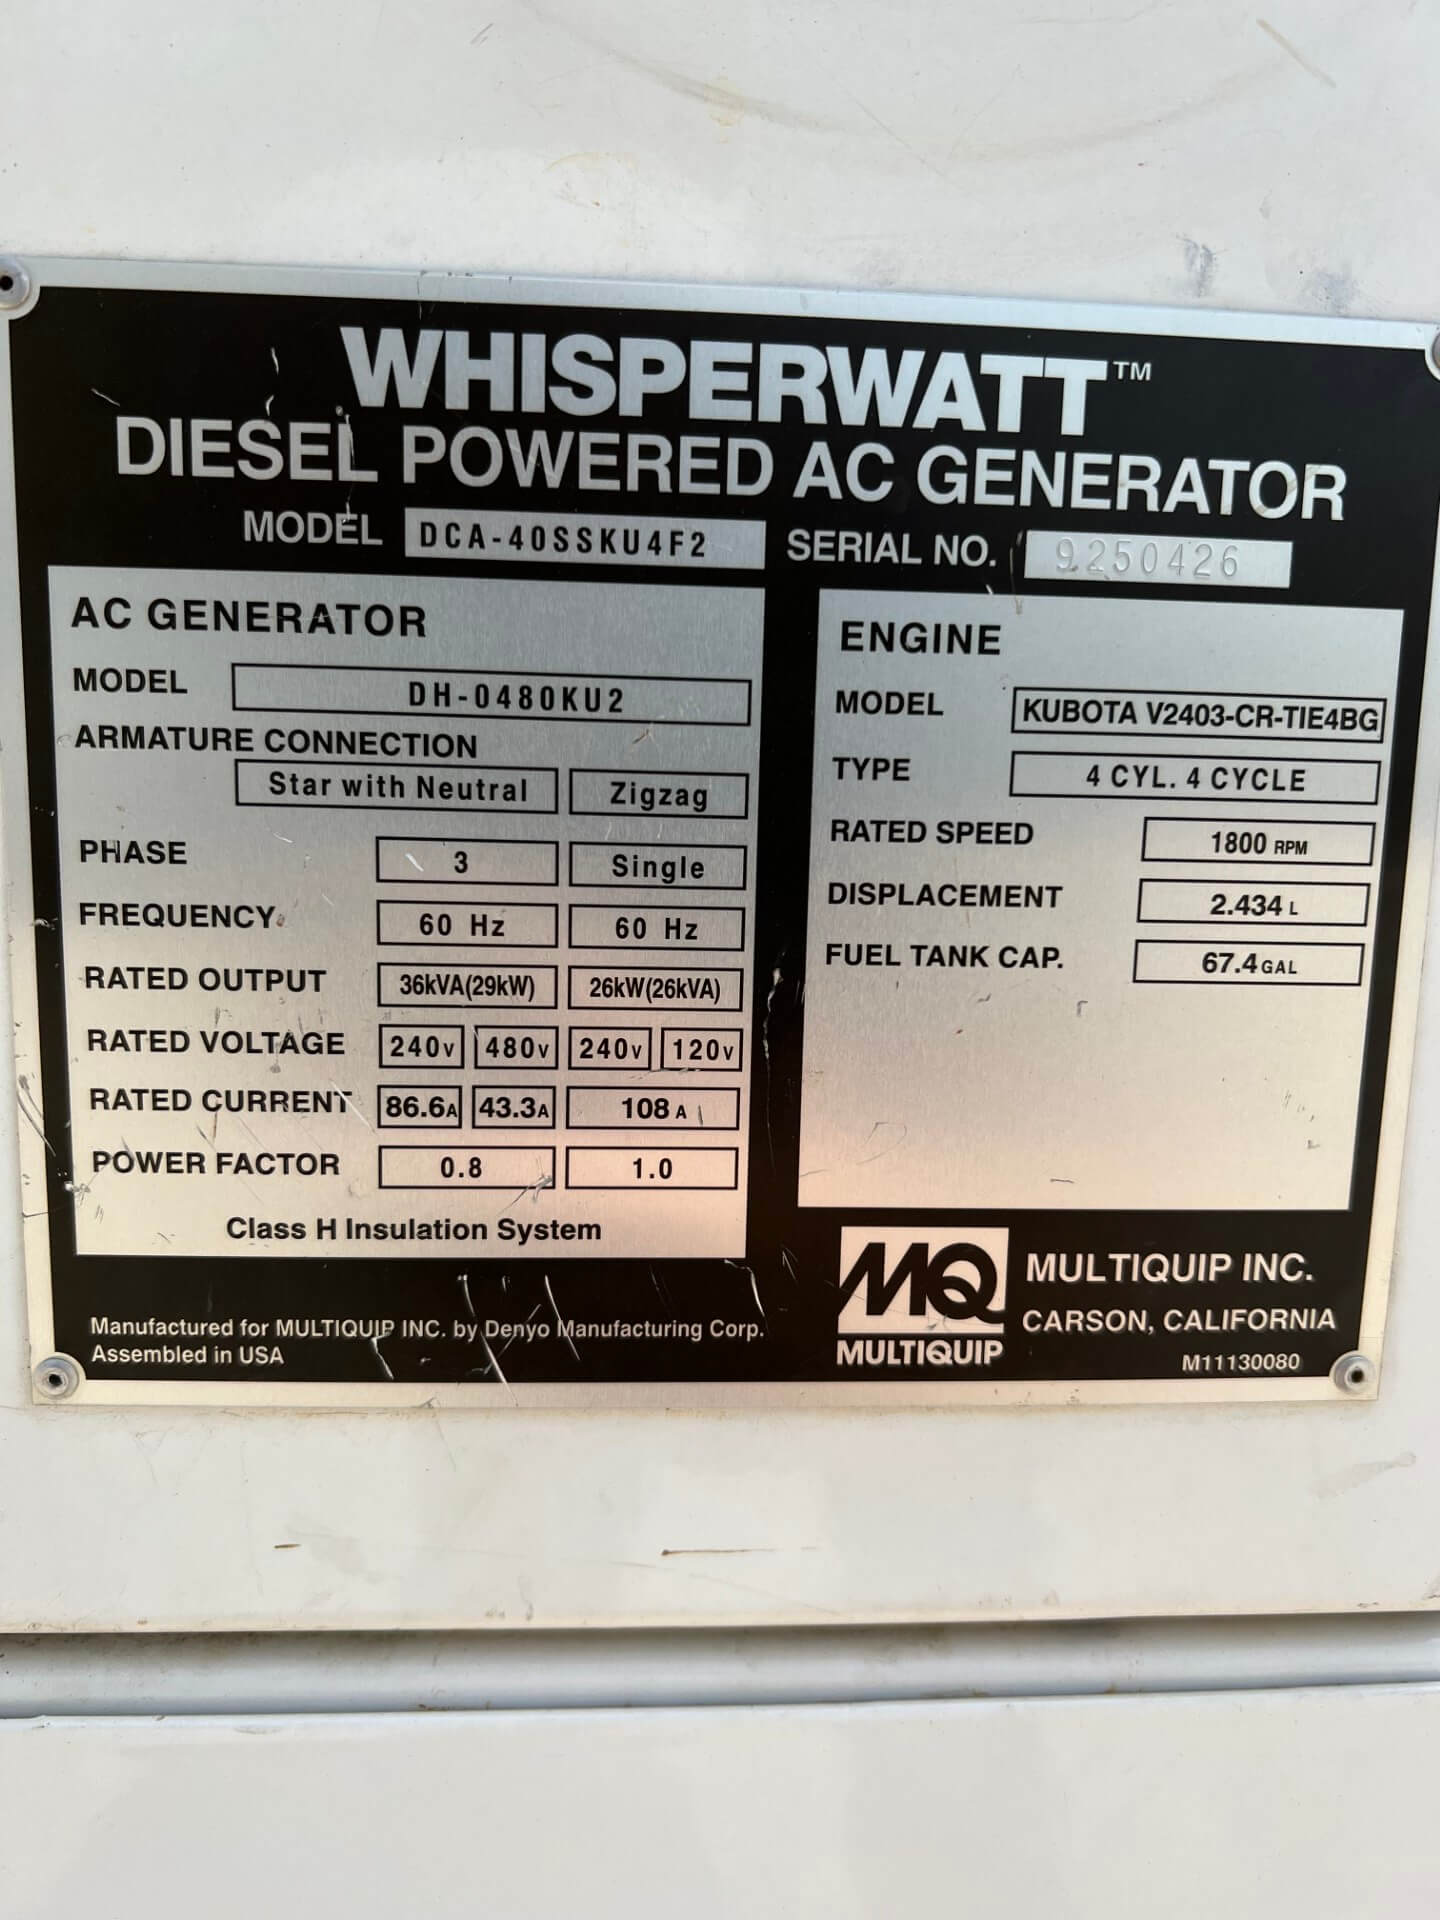 WHISPERWATT™
DIESEL POWERED AC GENERATOR
MODEL DCA-40SSKU4F2 SERIAL NO. 9250426
AC GENERATOR
MODEL DH-0480KU2
ARMATURE CONNECTION
Star with Neutral Zigzag
PHASE 3 Single
FREQUENCY 60 Hz 60 Hz
RATED OUTPUT 36kVA(29kW) 26kW(26kVA)
RATED VOLTAGE 240V 480V 240V 120V
RATED CURRENT 86.6A 43.3A 108 A
POWER FACTOR 0.8 1.0
Class H Insulation System
ENGINE
MODEL KUBOTA V2403-CR-TIE4BG
TYPE 4 CYL. 4 CYCLE
RATED SPEED 1800 RPM
DISPLACEMENT 2.434 L
FUEL TANK CAP. 67.4 GAL
Manufactured for MULTIQUIP INC. by Denyo Manufacturing Corp.
Assembled in USA
MQ
MULTIQUIP
MULTIQUIP INC.
CARSON, CALIFORNIA
M11130080